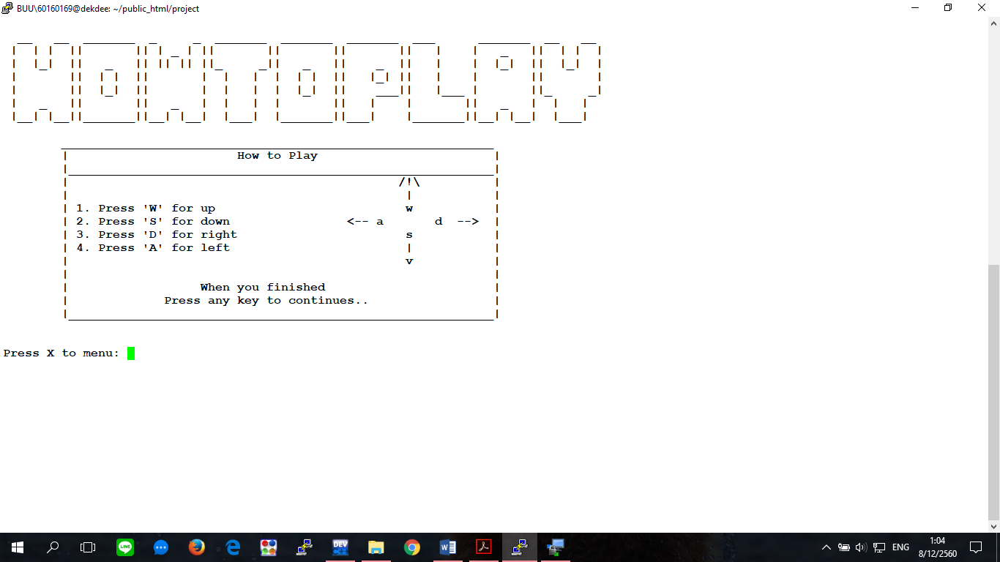 BUU\60160169@dekdee: ~/public_html/project
HOWTOPLAY
How to Play
/!\
|
1. Press 'W' for up w
2. Press 'S' for down <-- a d -->
3. Press 'D' for right s
4. Press 'A' for left |
v
When you finished
Press any key to continues..
Press X to menu:
LINE
DEV
ENG
1:04
8/12/2560